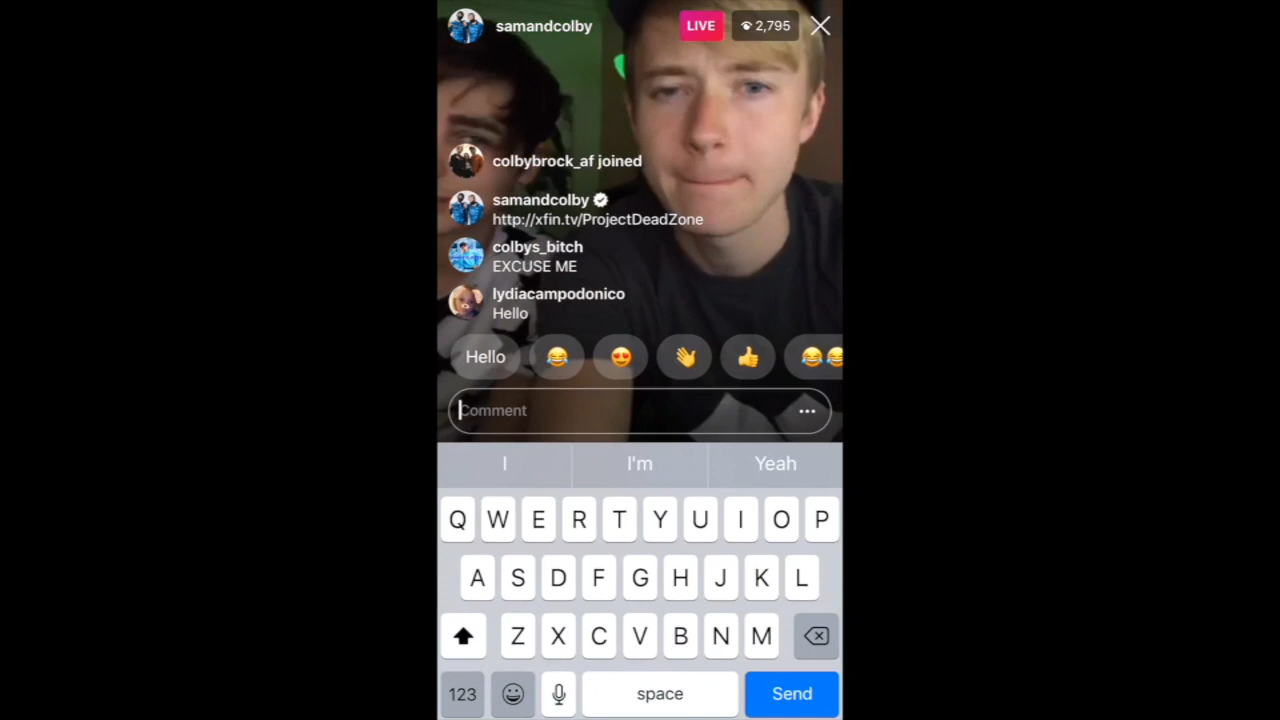 samandcolby
LIVE
2,795
colbybrock_af joined
samandcolby
http://xfin.tv/ProjectDeadZone
colbys_bitch
EXCUSE ME
lydiacampodonico
Hello
Hello
Comment
I I'm Yeah
Q W E R T Y U I O P
A S D F G H J K L
Z X C V B N M
123 space Send